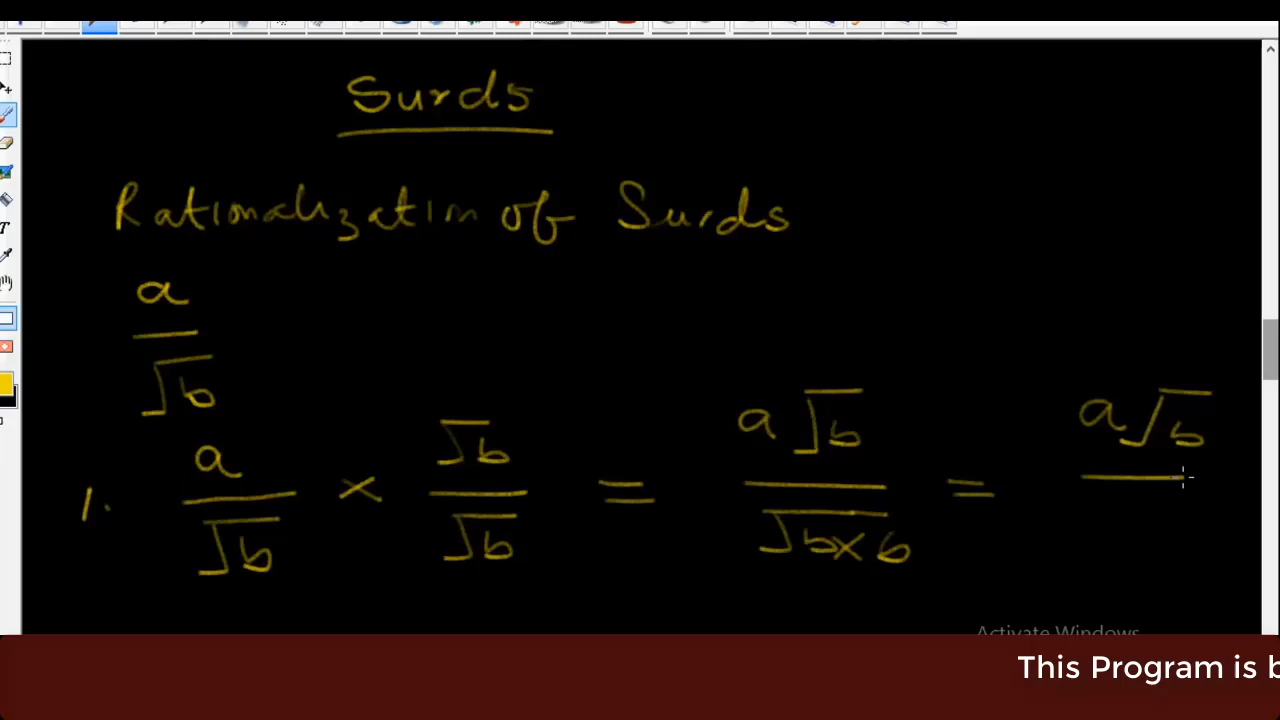 Surds
Rationalization of Surds
a
√b
1. a/√b × √b/√b = a√b/√b×b = a√b
Activate Windows
This Program is b